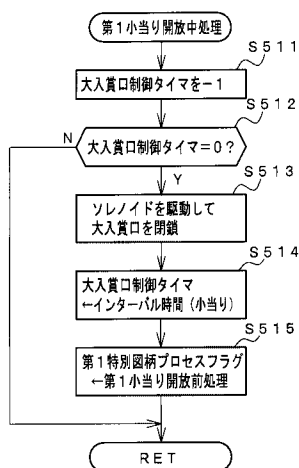 第1小当り開放中処理
S511
大入賞口制御タイマを－1
S512
N
大入賞口制御タイマ＝0？
Y
S513
ソレノイドを駆動して
大入賞口を閉鎖
S514
大入賞口制御タイマ
←インターバル時間（小当り）
S515
第1特別図柄プロセスフラグ
←第1小当り開放前処理
RET